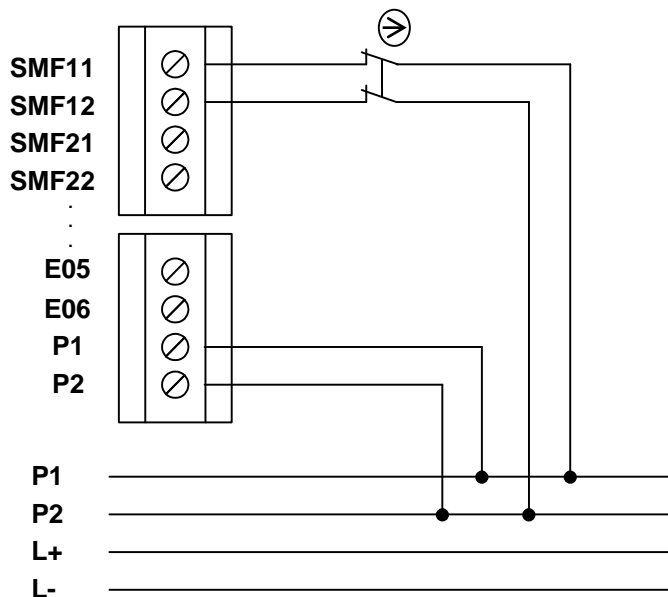 SMF11
SMF12
SMF21
SMF22
.
.
.
E05
E06
P1
P2
P1
P2
L+
L-